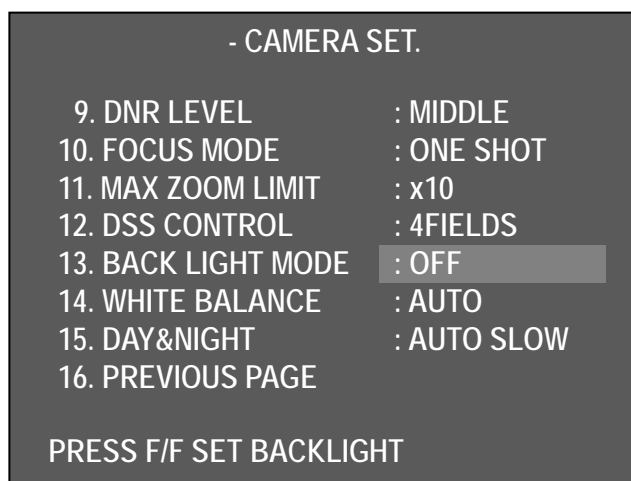 - CAMERA SET.
9. DNR LEVEL : MIDDLE
10. FOCUS MODE : ONE SHOT
11. MAX ZOOM LIMIT : x10
12. DSS CONTROL : 4FIELDS
13. BACK LIGHT MODE : OFF
14. WHITE BALANCE : AUTO
15. DAY&NIGHT : AUTO SLOW
16. PREVIOUS PAGE
PRESS F/F SET BACKLIGHT